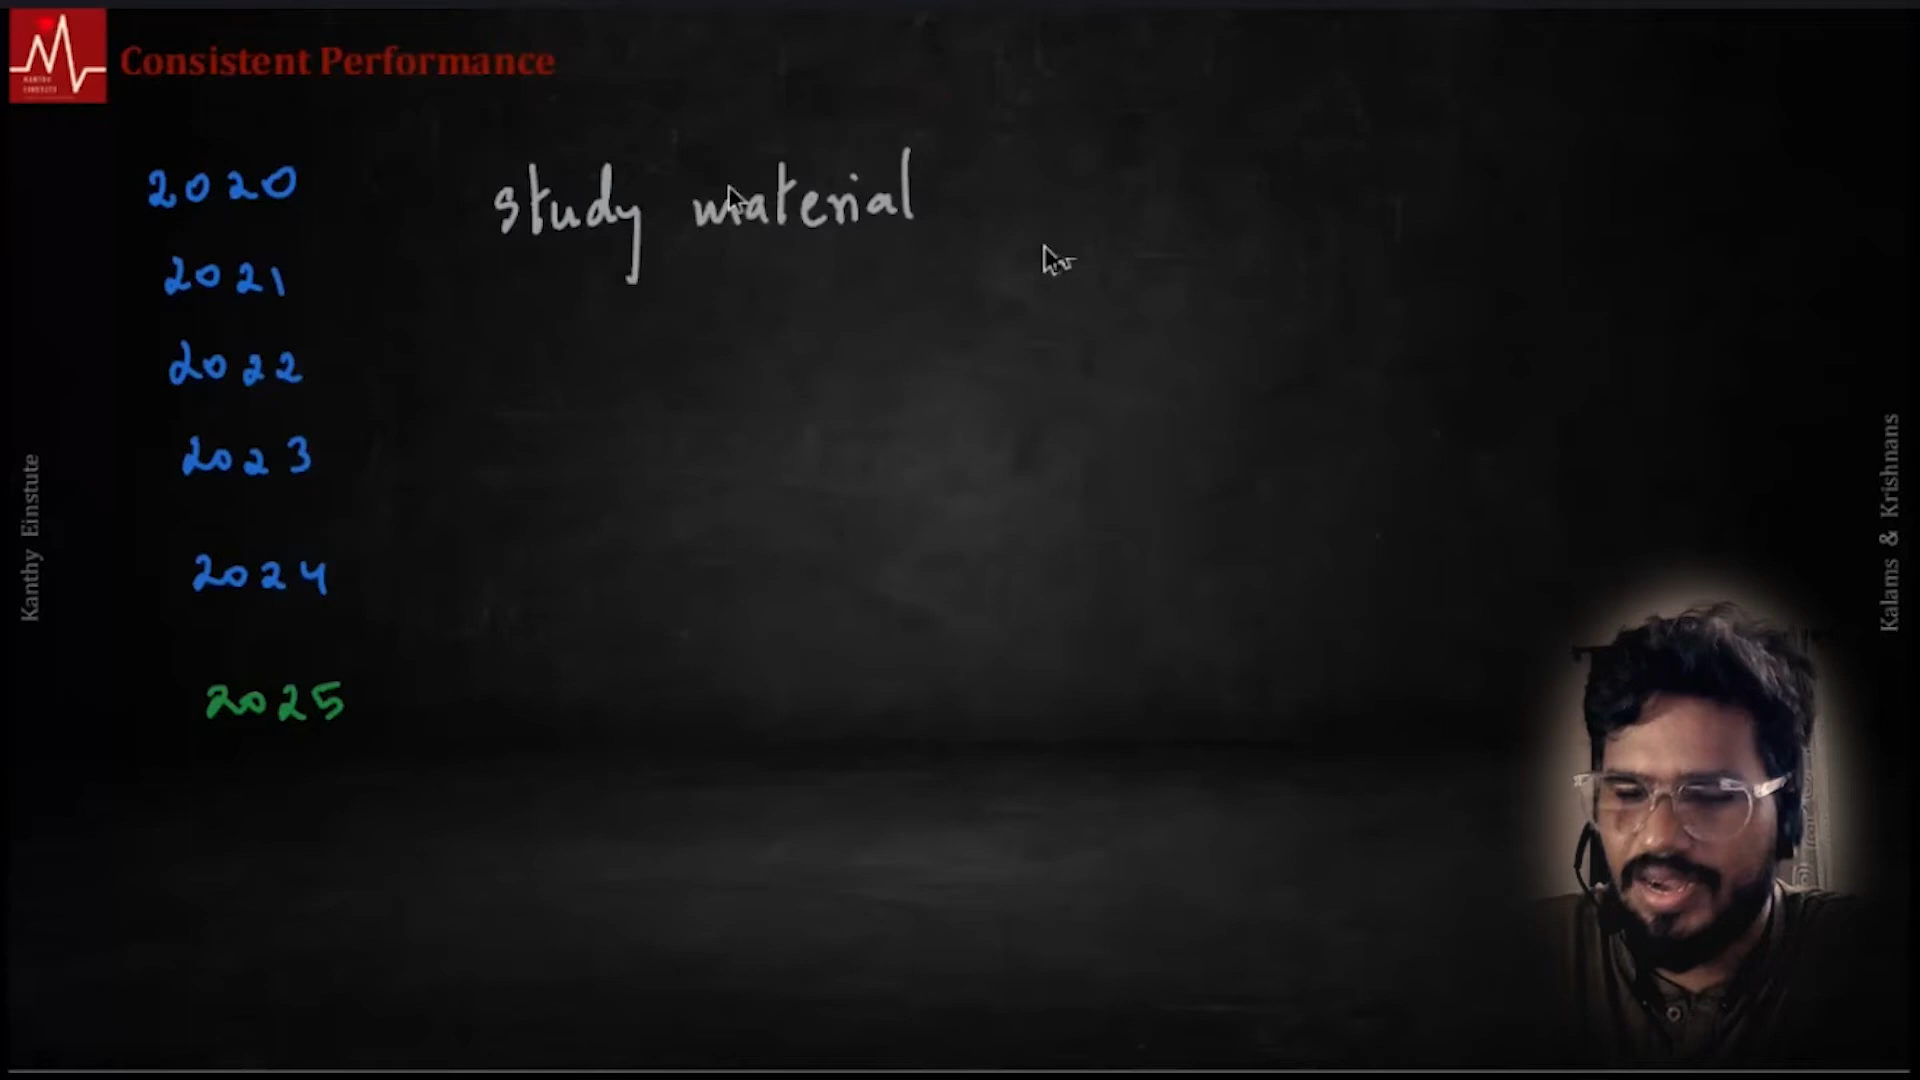 Consistent Performance
2020
study material
2021
2022
2023
2024
2025
Kanthy Einstute
Kalams & Krishnans